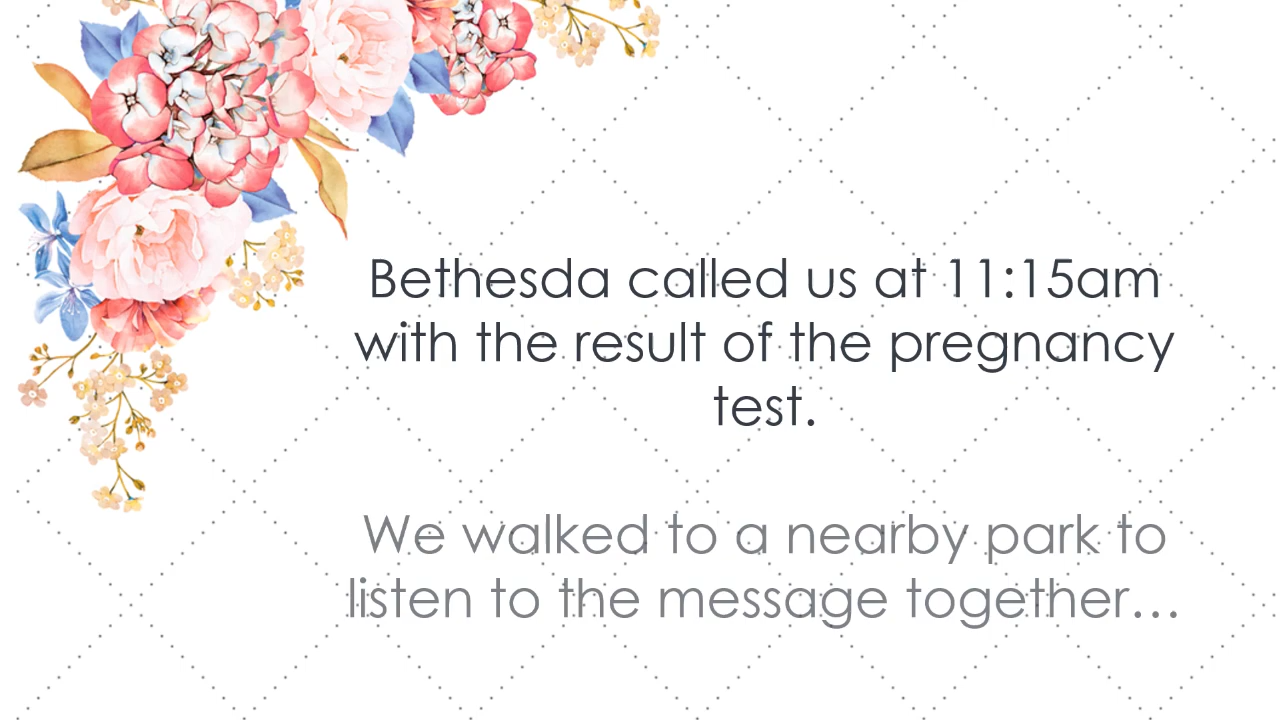 Bethesda called us at 11:15am
with the result of the pregnancy
test.
We walked to a nearby park to
listen to the message together…